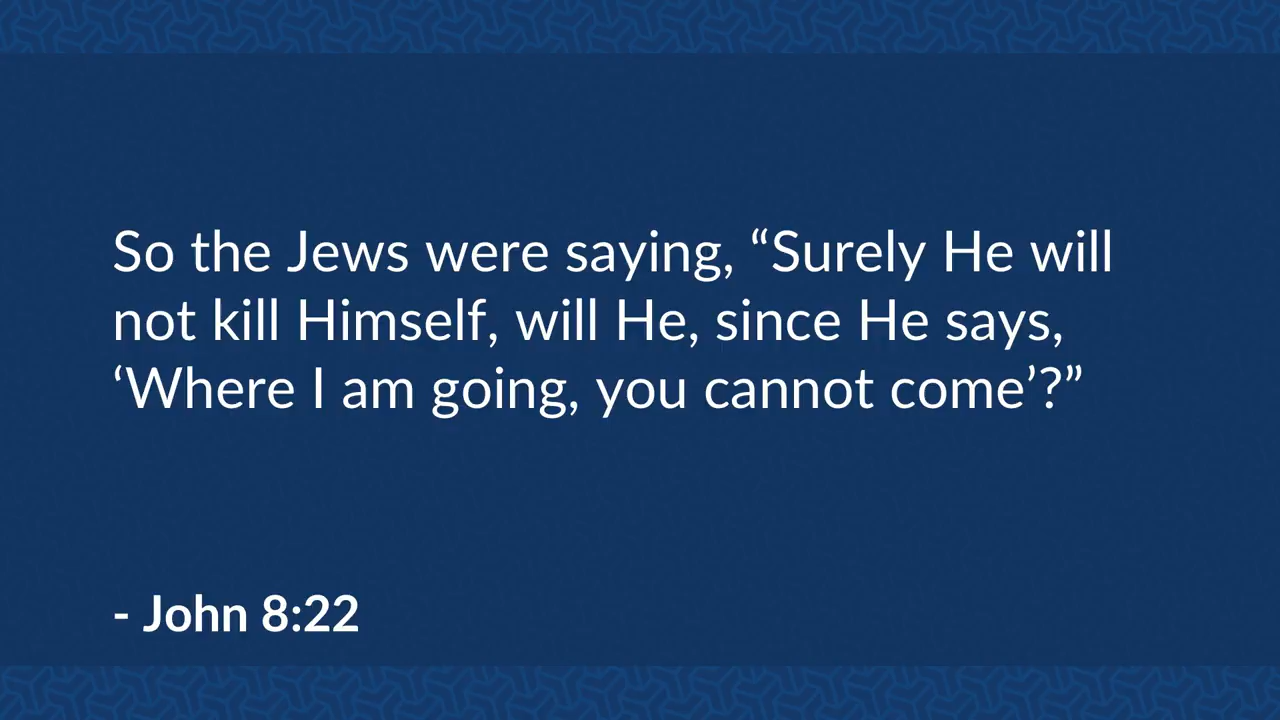 So the Jews were saying, “Surely He will
not kill Himself, will He, since He says,
‘Where I am going, you cannot come’?”
- John 8:22